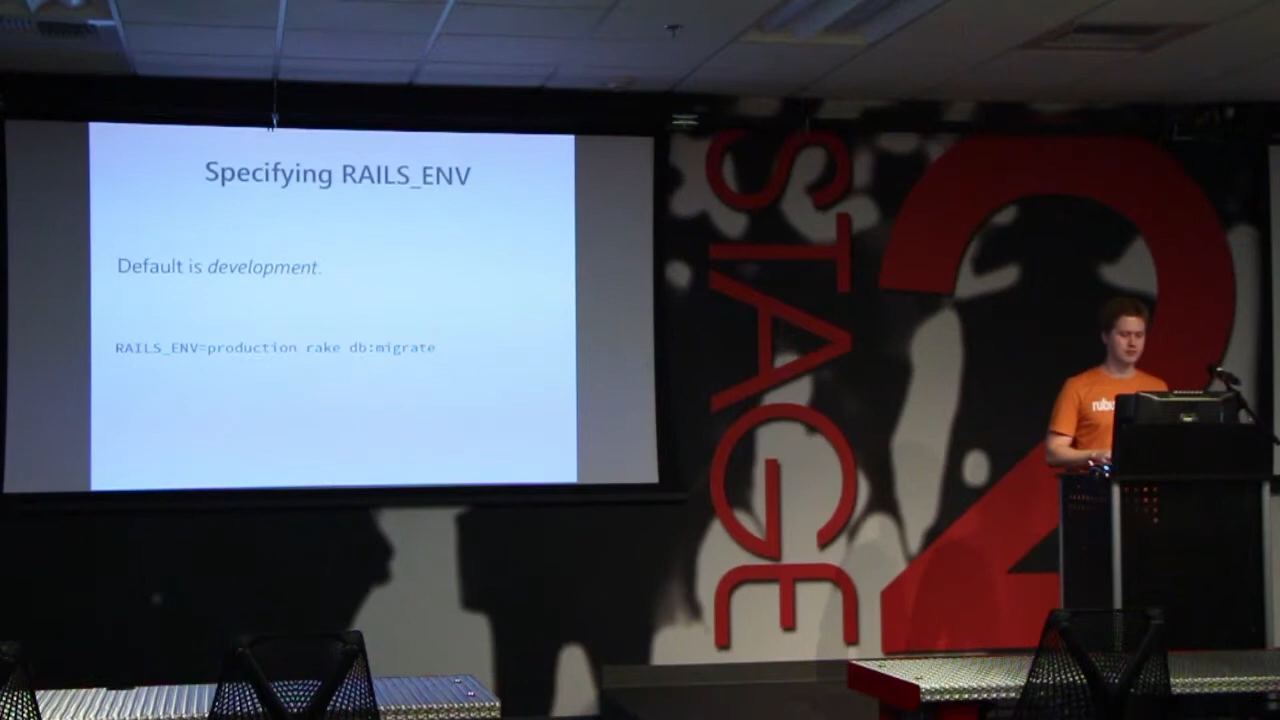 Specifying RAILS_ENV
Default is development.
RAILS_ENV=production rake db:migrate
STAGE
2